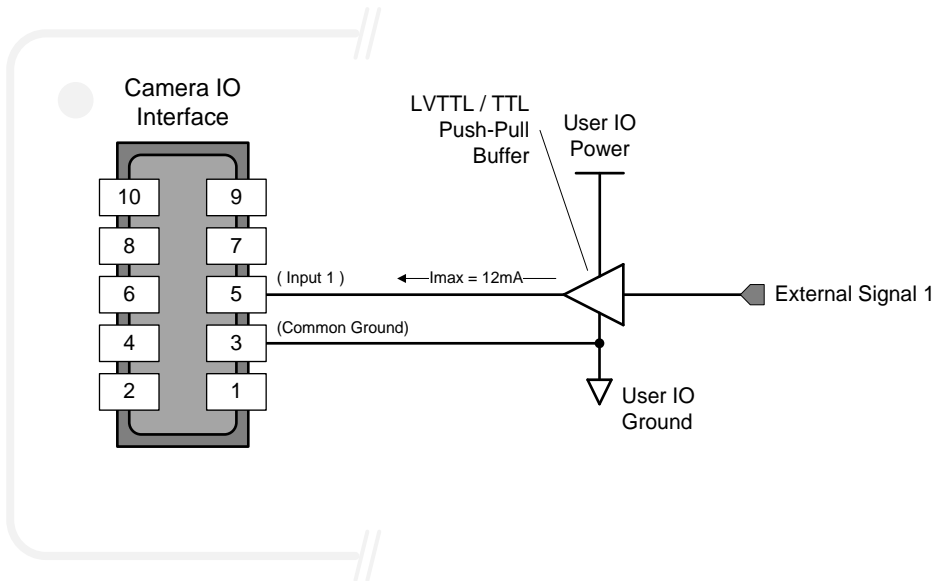 Camera IO
Interface
LVTTL / TTL
Push-Pull
Buffer
User IO
Power
10
9
8
7
6
5
4
3
2
1
( Input 1 )
Imax = 12mA
(Common Ground)
External Signal 1
User IO
Ground